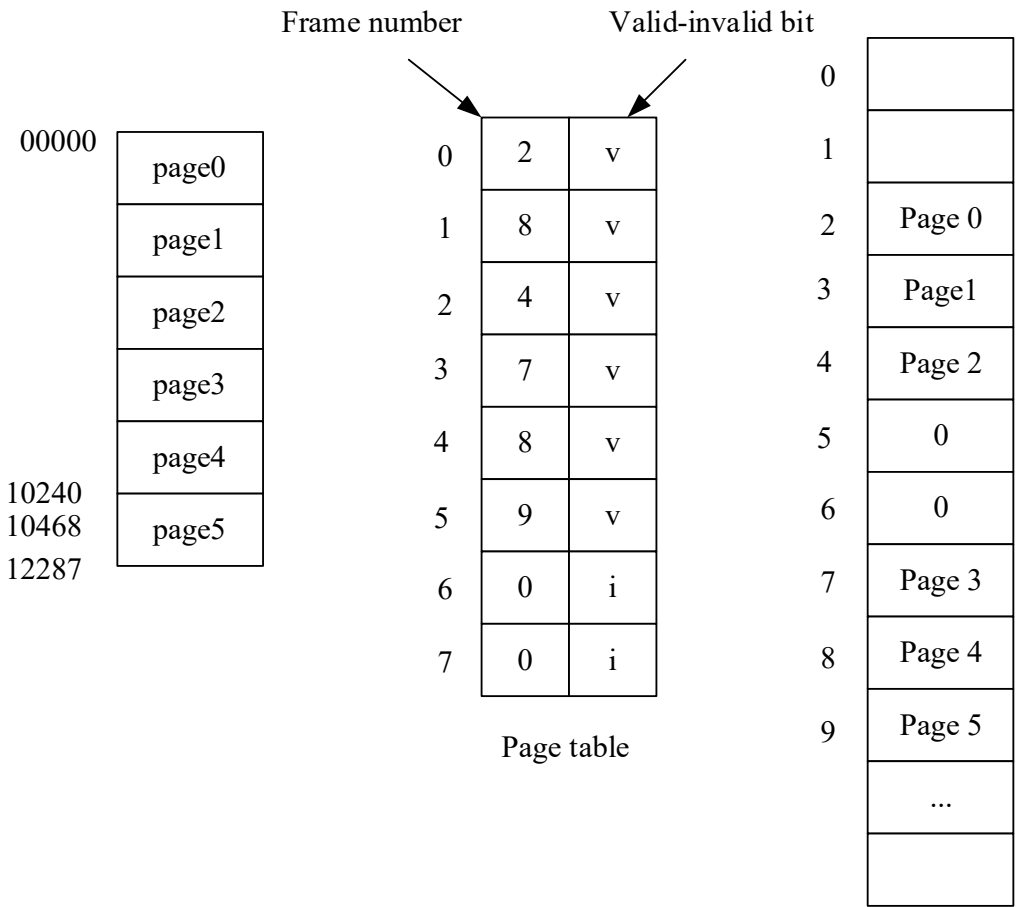 Frame number
Valid-invalid bit
00000
page0
page1
page2
page3
page4
page5
10240
10468
12287
0 2 v
1 8 v
2 4 v
3 7 v
4 8 v
5 9 v
6 0 i
7 0 i
Page table
0
1
2 Page 0
3 Page1
4 Page 2
5 0
6 0
7 Page 3
8 Page 4
9 Page 5
...